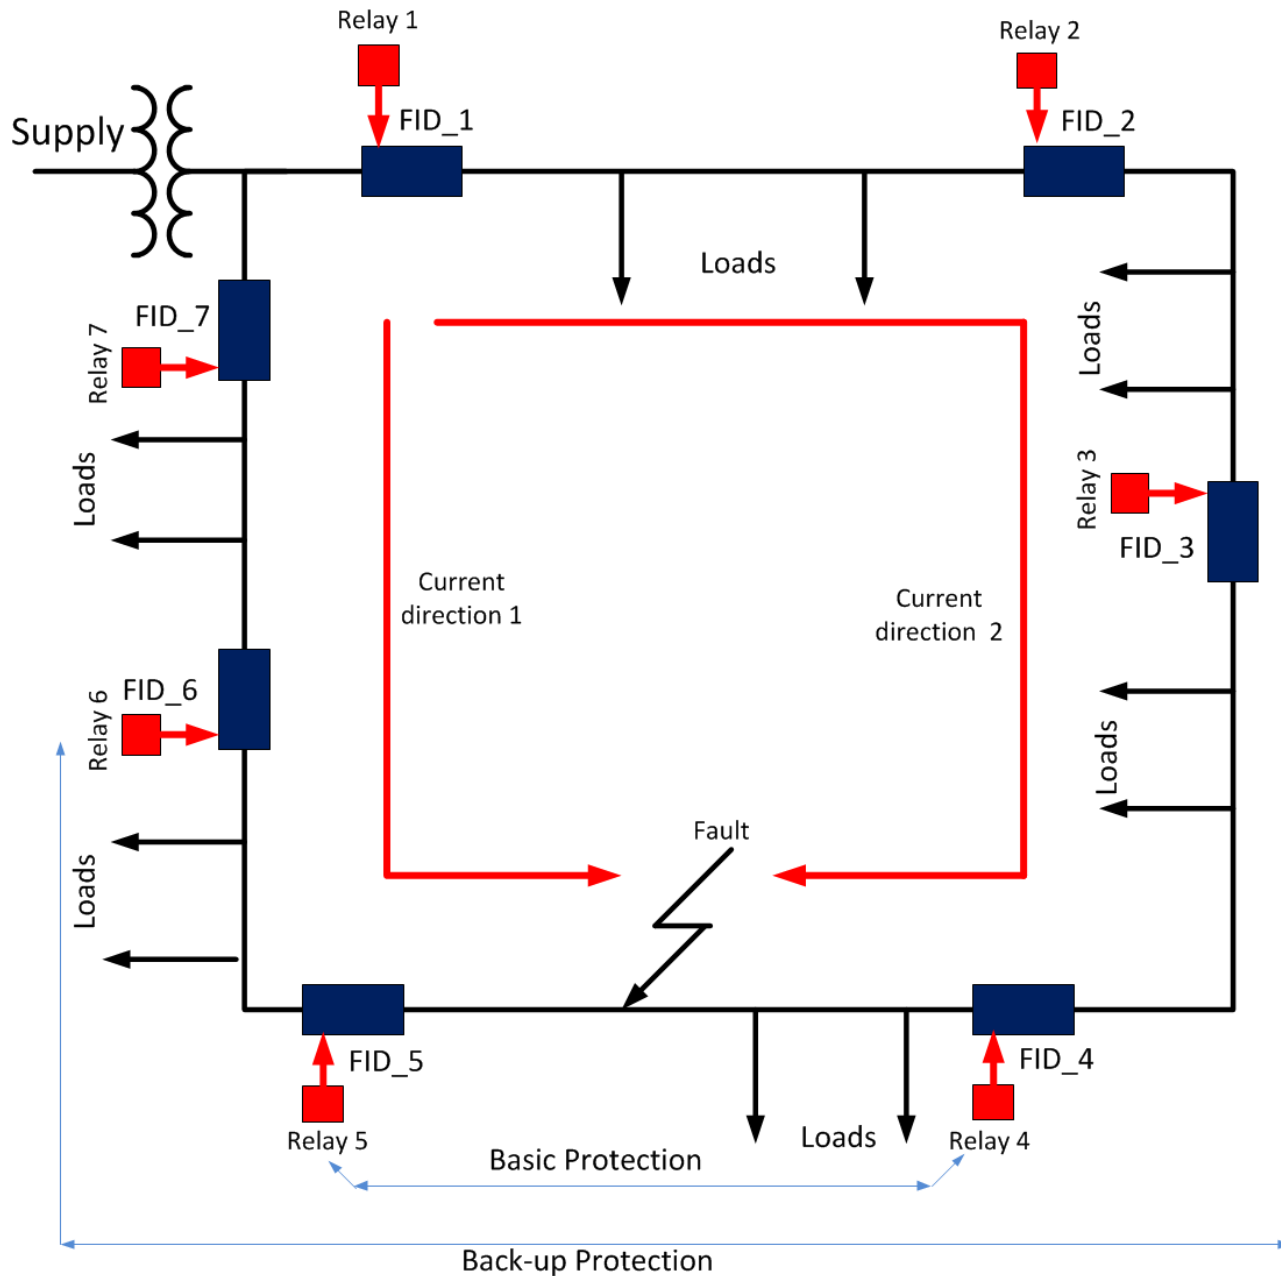 Relay 1
Relay 2
FID_1
FID_2
Supply
Loads
FID_7
Relay 7
Loads
Loads
Relay 3
FID_3
Current
direction 1
Current
direction  2
FID_6
Relay 6
Loads
Fault
Loads
FID_5
FID_4
Relay 5
Loads
Relay 4
Basic Protection
Back-up Protection